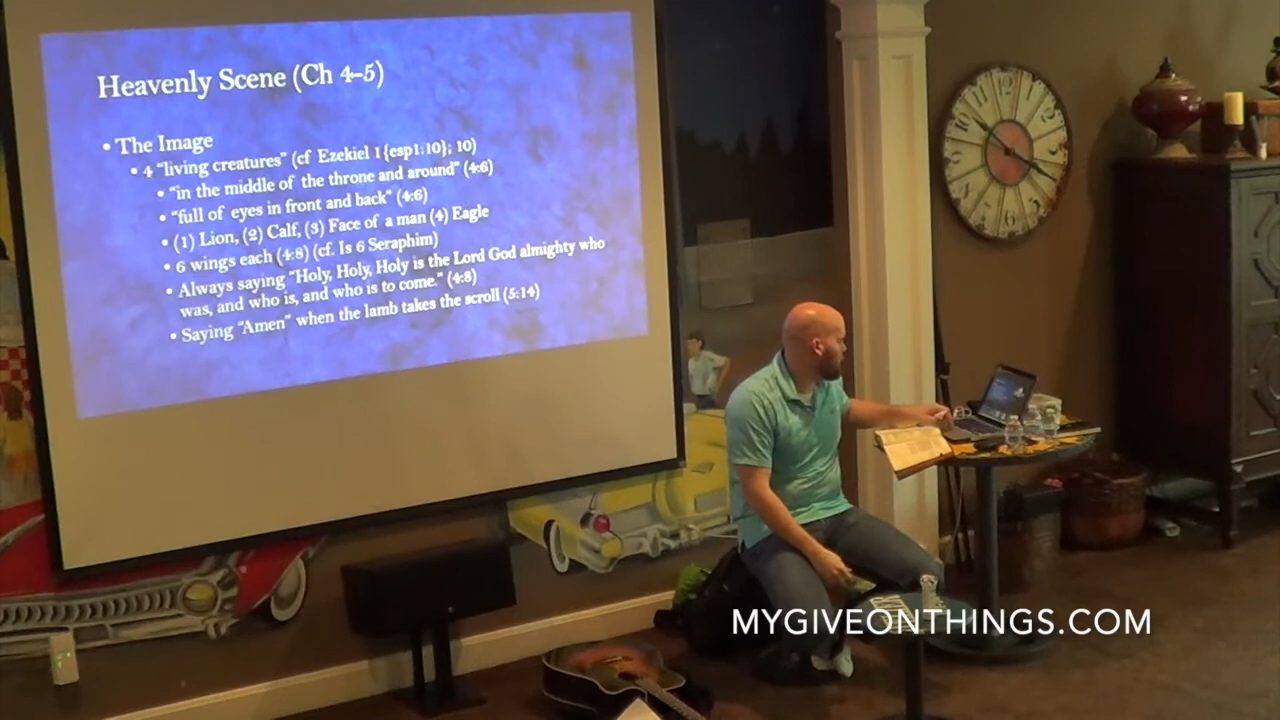 Heavenly Scene (Ch 4–5)
• The Image
• 4 “living creatures” (cf Ezekiel 1{esp1:10}; 10)
• “in the middle of the throne and around” (4:6)
• “full of eyes in front and back” (4:6)
• (1) Lion, (2) Calf, (3) Face of a man (4) Eagle
• 6 wings each (4:8) (cf. Is 6 Seraphim)
• Always saying “Holy, Holy, Holy is the Lord God almighty who
was, and who is, and who is to come.” (4:8)
• Saying “Amen” when the lamb takes the scroll (5:14)
MYGIVEONTHINGS.COM